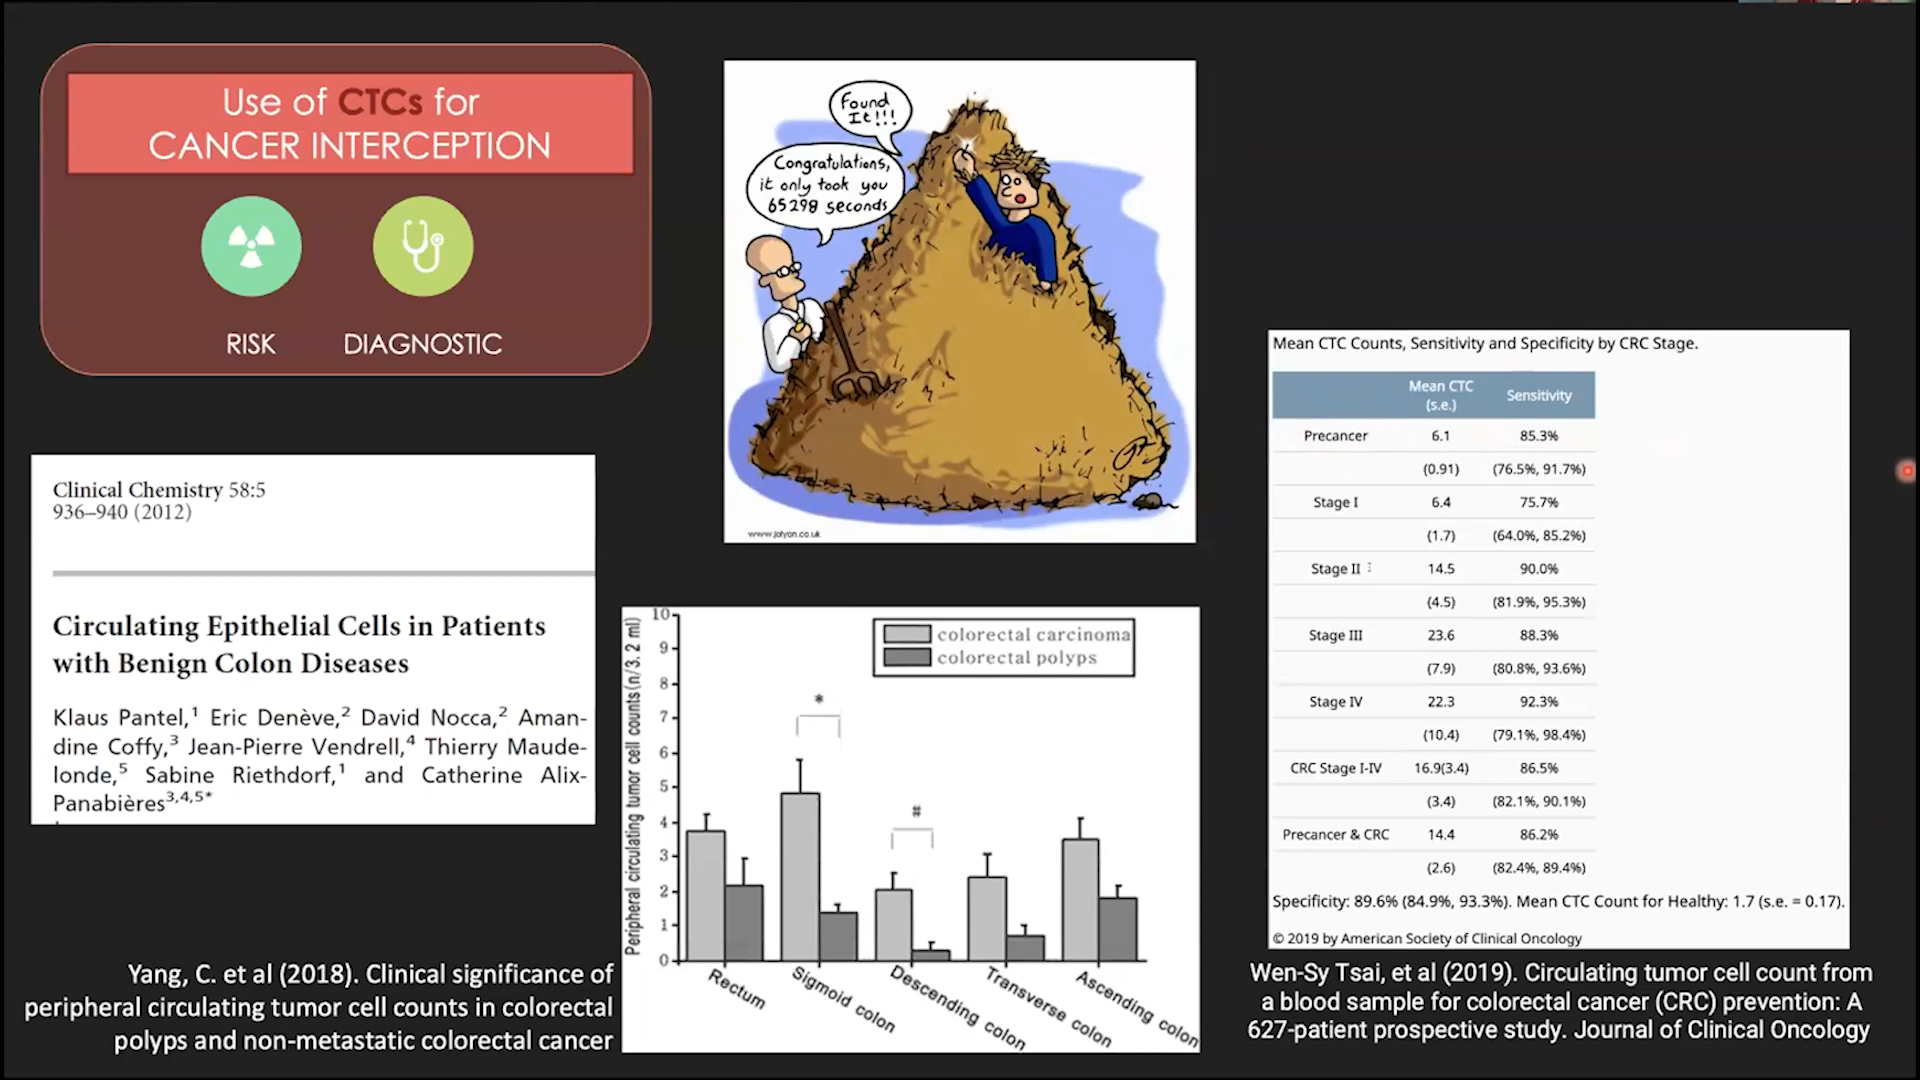 Use of CTCs for
CANCER INTERCEPTION
RISK
DIAGNOSTIC
Found
It!!!
Congratulations,
it only took you
65298 seconds
www.jolyon.co.uk
Clinical Chemistry 58:5
936–940 (2012)
Circulating Epithelial Cells in Patients
with Benign Colon Diseases
Klaus Pantel,1 Eric Denève,2 David Nocca,2 Aman-
dine Coffy,3 Jean-Pierre Vendrell,4 Thierry Maude-
londe,5 Sabine Riethdorf,1 and Catherine Alix-
Panabières3,4,5*
Peripheral circulating tumor cell counts(n/3.2 ml)
10
9
8
7
6
5
4
3
2
1
0
colorectal carcinoma
colorectal polyps
*
#
Rectum
Sigmoid colon
Descending colon
Transverse colon
Ascending colon
Yang, C. et al (2018). Clinical significance of
peripheral circulating tumor cell counts in colorectal
polyps and non-metastatic colorectal cancer
Mean CTC Counts, Sensitivity and Specificity by CRC Stage.
Mean CTC
(s.e.)
Sensitivity
Precancer 6.1 85.3%
(0.91) (76.5%, 91.7%)
Stage I 6.4 75.7%
(1.7) (64.0%, 85.2%)
Stage II 14.5 90.0%
(4.5) (81.9%, 95.3%)
Stage III 23.6 88.3%
(7.9) (80.8%, 93.6%)
Stage IV 22.3 92.3%
(10.4) (79.1%, 98.4%)
CRC Stage I-IV 16.9(3.4) 86.5%
(3.4) (82.1%, 90.1%)
Precancer & CRC 14.4 86.2%
(2.6) (82.4%, 89.4%)
Specificity: 89.6% (84.9%, 93.3%). Mean CTC Count for Healthy: 1.7 (s.e. = 0.17).
© 2019 by American Society of Clinical Oncology
Wen-Sy Tsai, et al (2019). Circulating tumor cell count from
a blood sample for colorectal cancer (CRC) prevention: A
627-patient prospective study. Journal of Clinical Oncology